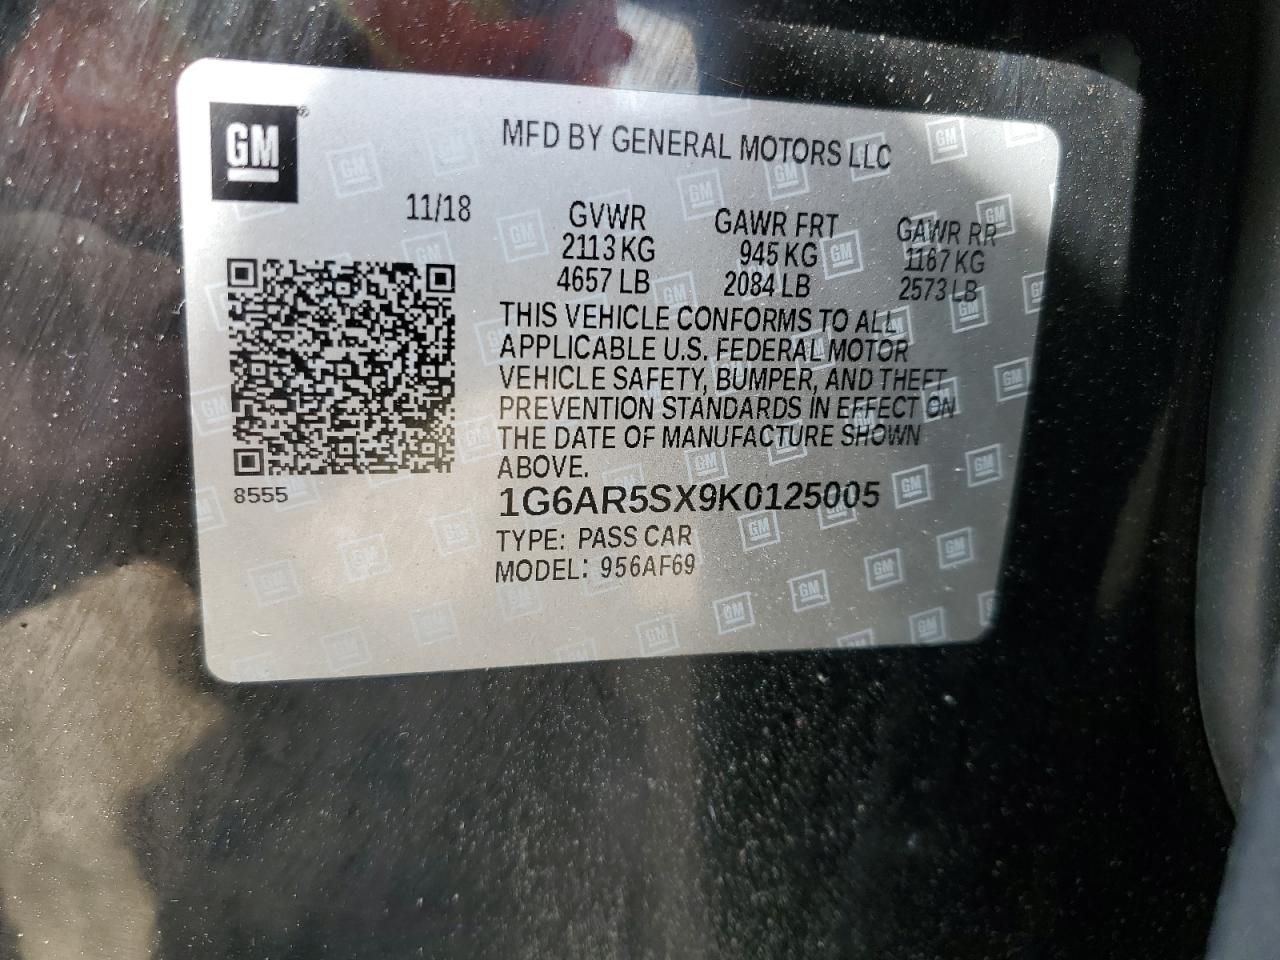 GM
MFD BY GENERAL MOTORS LLC
11/18
GVWR
2113 KG
4657 LB
GAWR FRT
945 KG
2084 LB
GAWR RR
1167 KG
2573 LB
THIS VEHICLE CONFORMS TO ALL
APPLICABLE U.S. FEDERAL MOTOR
VEHICLE SAFETY, BUMPER, AND THEFT
PREVENTION STANDARDS IN EFFECT ON
THE DATE OF MANUFACTURE SHOWN
ABOVE.
8555
1G6AR5SX9K0125005
TYPE: PASS CAR
MODEL: 956AF69